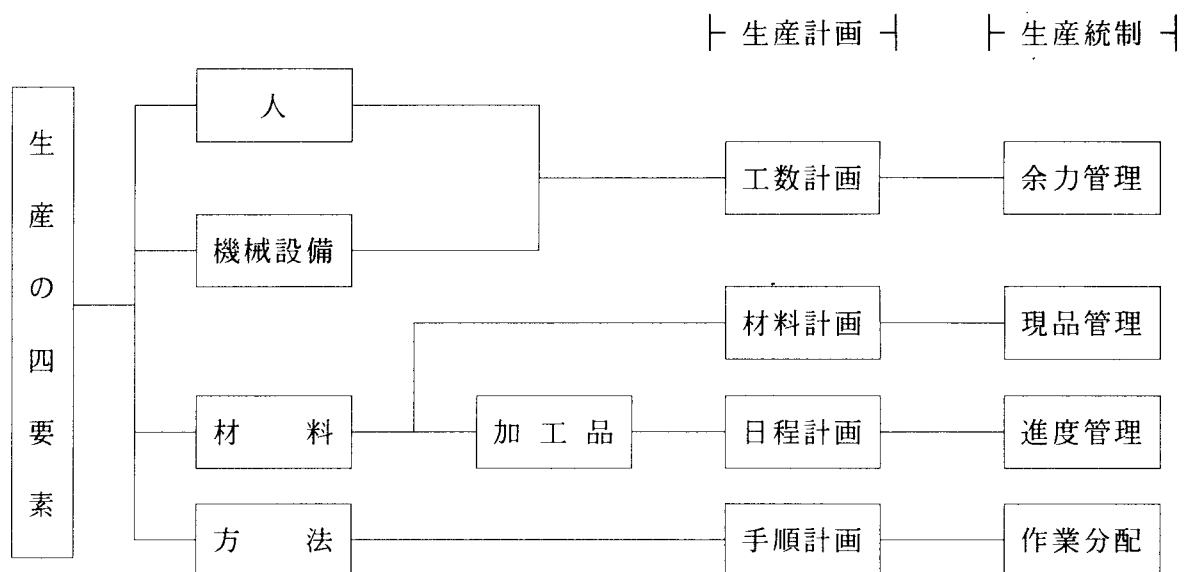 生産計画 生産統制
生産の四要素
人
工数計画 余力管理
機械設備
材料計画 現品管理
材料 加工品 日程計画 進度管理
方法 手順計画 作業分配